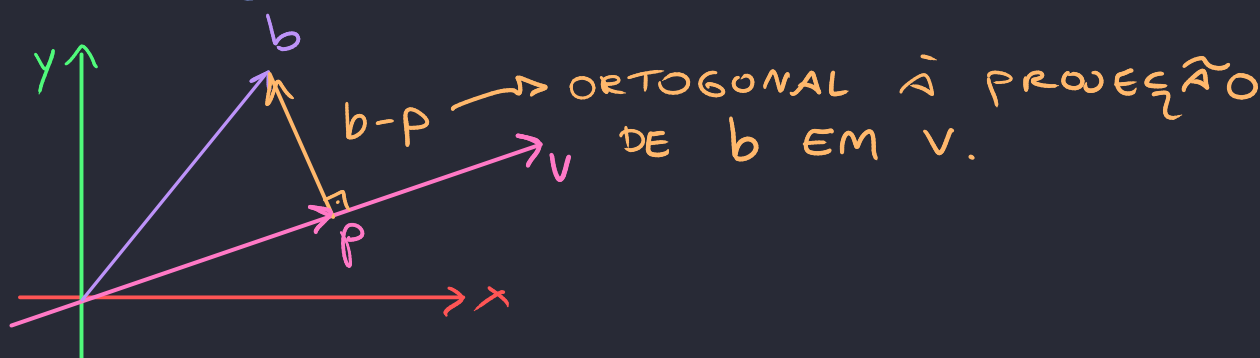 b
y
b-p → ORTOGONAL À PROJEÇÃO
DE b EM V.
V
p
x